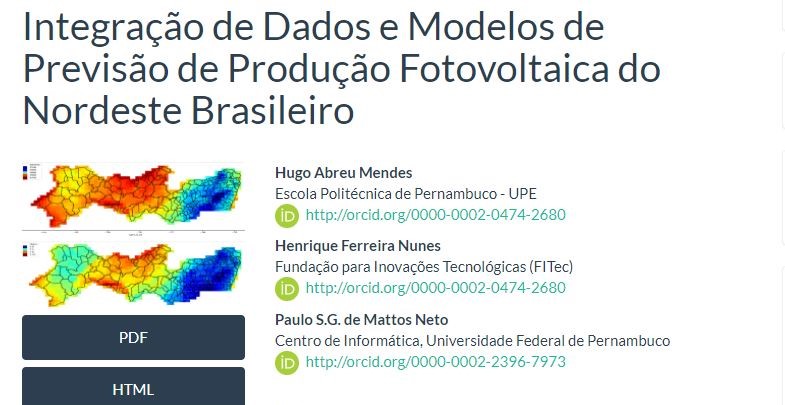 Integração de Dados e Modelos de
Previsão de Produção Fotovoltaica do
Nordeste Brasileiro
Hugo Abreu Mendes
Escola Politécnica de Pernambuco - UPE
iD http://orcid.org/0000-0002-0474-2680
Henrique Ferreira Nunes
Fundação para Inovações Tecnológicas (FITec)
iD http://orcid.org/0000-0002-0474-2680
Paulo S.G. de Mattos Neto
Centro de Informática, Universidade Federal de Pernambuco
iD http://orcid.org/0000-0002-2396-7973
PDF
HTML